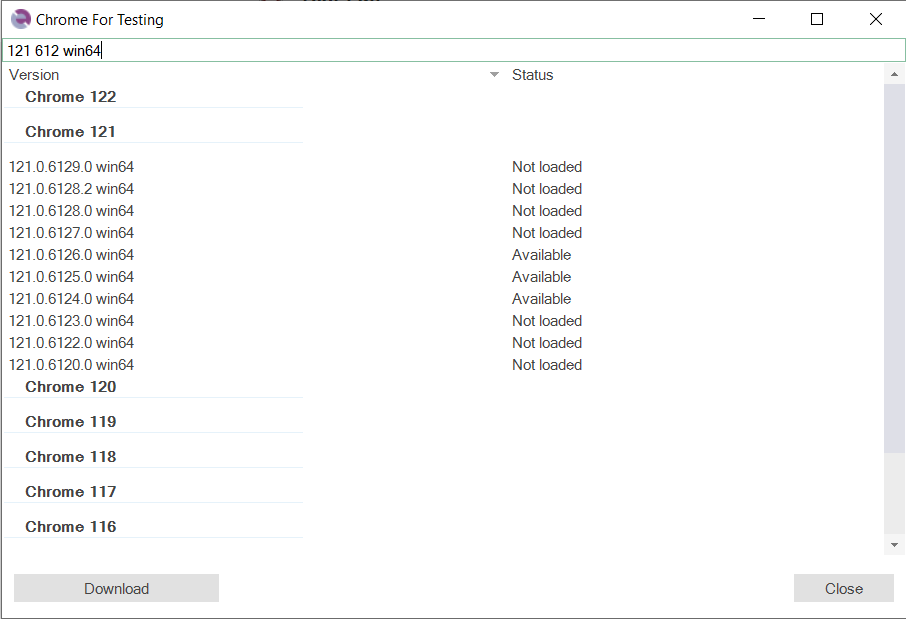 Chrome For Testing
121 612 win64
Version Status
Chrome 122
Chrome 121
121.0.6129.0 win64 Not loaded
121.0.6128.2 win64 Not loaded
121.0.6128.0 win64 Not loaded
121.0.6127.0 win64 Not loaded
121.0.6126.0 win64 Available
121.0.6125.0 win64 Available
121.0.6124.0 win64 Available
121.0.6123.0 win64 Not loaded
121.0.6122.0 win64 Not loaded
121.0.6120.0 win64 Not loaded
Chrome 120
Chrome 119
Chrome 118
Chrome 117
Chrome 116
Download Close